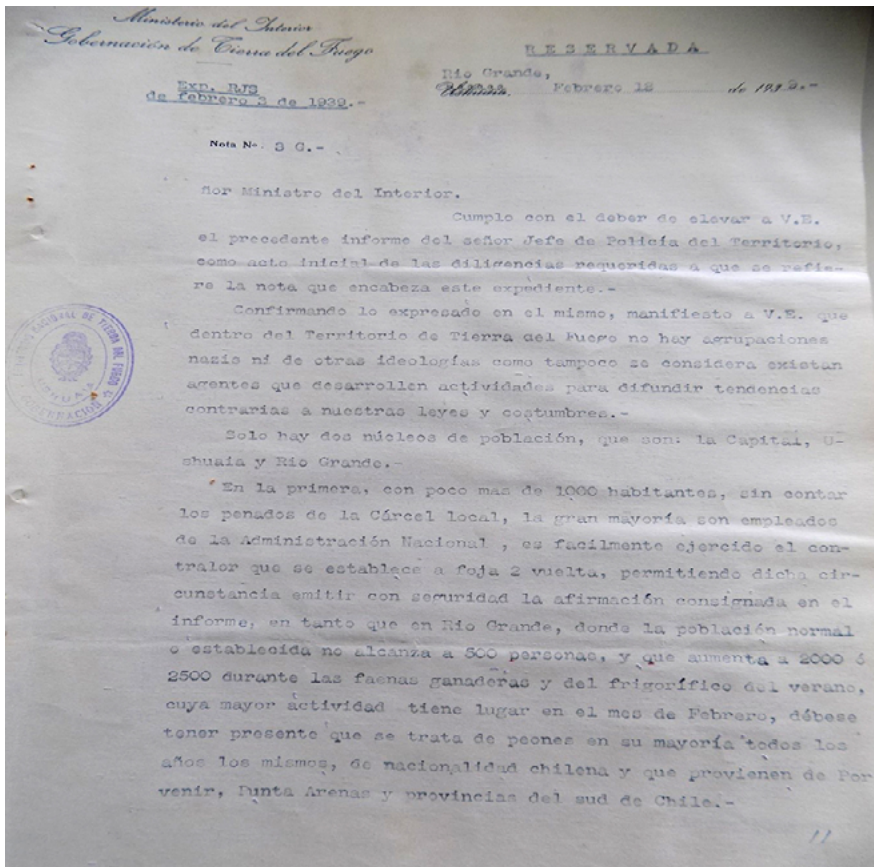 Ministerio del Interior
Gobernación de Tierra del Fuego
RESERVADA
Rio Grande,
Ushuaia, Febrero 18 de 1939.-
Exp. RJS
de febrero 3 de 1939.-
Nota No. 3 G.-
ñor Ministro del Interior.
Cumplo con el deber de elevar a V.E.
el precedente informe del señor Jefe de Policía del Territorio,
como acto inicial de las diligencias requeridas a que se refie-
re la nota que encabeza este expediente.-
Confirmando lo expresado en el mismo, manifiesto a V.E. que
dentro del Territorio de Tierra del Fuego no hay agrupaciones
nazis ni de otras ideologías como tampoco se considera existan
agentes que desarrollen actividades para difundir tendencias
contrarias a nuestras leyes y costumbres.-
Solo hay dos núcleos de población, que son: la Capital, U-
shuaia y Rio Grande.-
En la primera, con poco mas de 1000 habitantes, sin contar
los penados de la Cárcel local, la gran mayoría son empleados
de la Administración Nacional , es facilmente ejercido el con-
tralor que se establece a foja 2 vuelta, permitiendo dicha cir-
cunstancia emitir con seguridad la afirmación consignada en el
informe, en tanto que en Rio Grande, donde la población normal
o establecida no alcanza a 500 personas, y que aumenta a 2000 ó
2500 durante las faenas ganaderas y del frigorífico del verano,
cuya mayor actividad tiene lugar en el mes de Febrero, débese
tener presente que se trata de peones en su mayoría todos los
años los mismos, de nacionalidad chilena y que provienen de Por
venir, Punta Arenas y provincias del sud de Chile.-